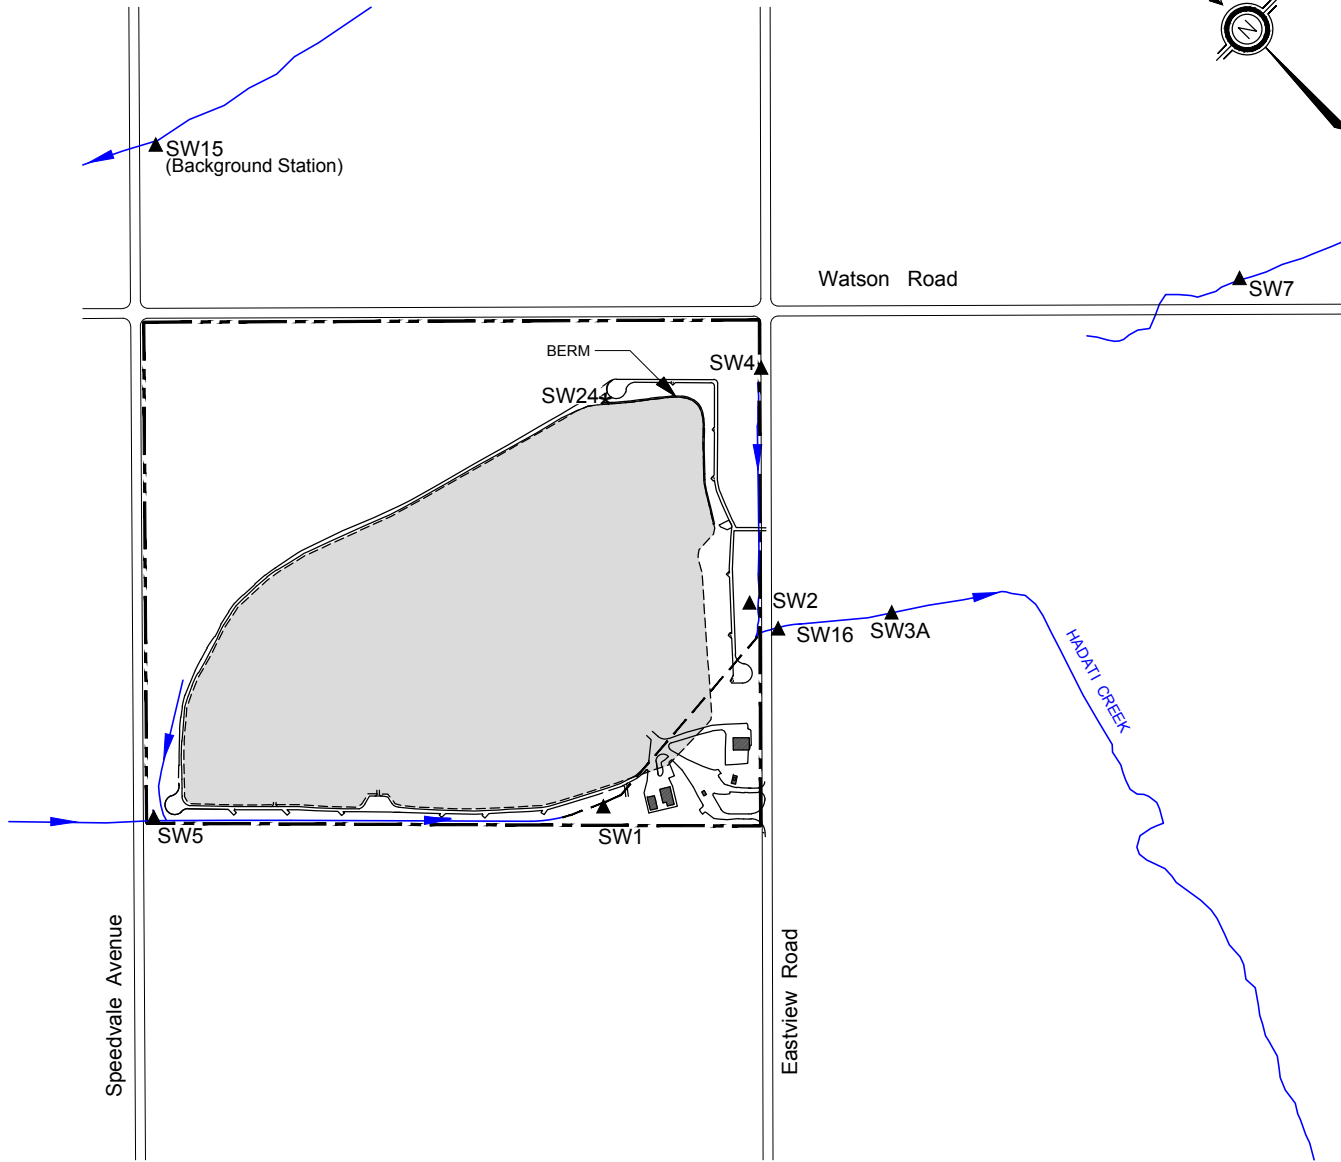 N
SW15
(Background Station)
Watson Road
SW7
BERM
SW4
SW24
SW2
SW16
SW3A
HADATI CREEK
SW5
SW1
Speedvale Avenue
Eastview Road